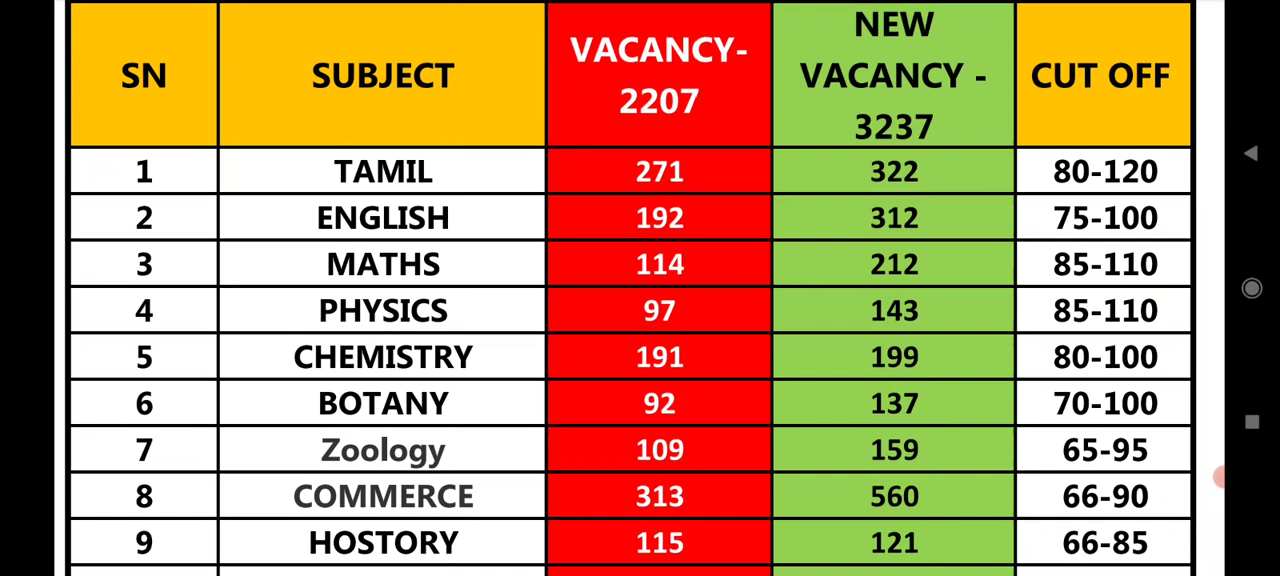 SN SUBJECT VACANCY-2207 NEW VACANCY - 3237 CUT OFF
1 TAMIL 271 322 80-120
2 ENGLISH 192 312 75-100
3 MATHS 114 212 85-110
4 PHYSICS 97 143 85-110
5 CHEMISTRY 191 199 80-100
6 BOTANY 92 137 70-100
7 Zoology 109 159 65-95
8 COMMERCE 313 560 66-90
9 HOSTORY 115 121 66-85